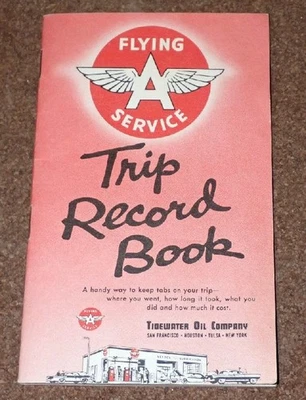 FLYING
A
SERVICE
Trip
Record
Book
A handy way to keep tabs on your trip—
where you went, how long it took, what you
did and how much it cost.
TIDEWATER OIL COMPANY
SAN FRANCISCO • HOUSTON • TULSA • NEW YORK